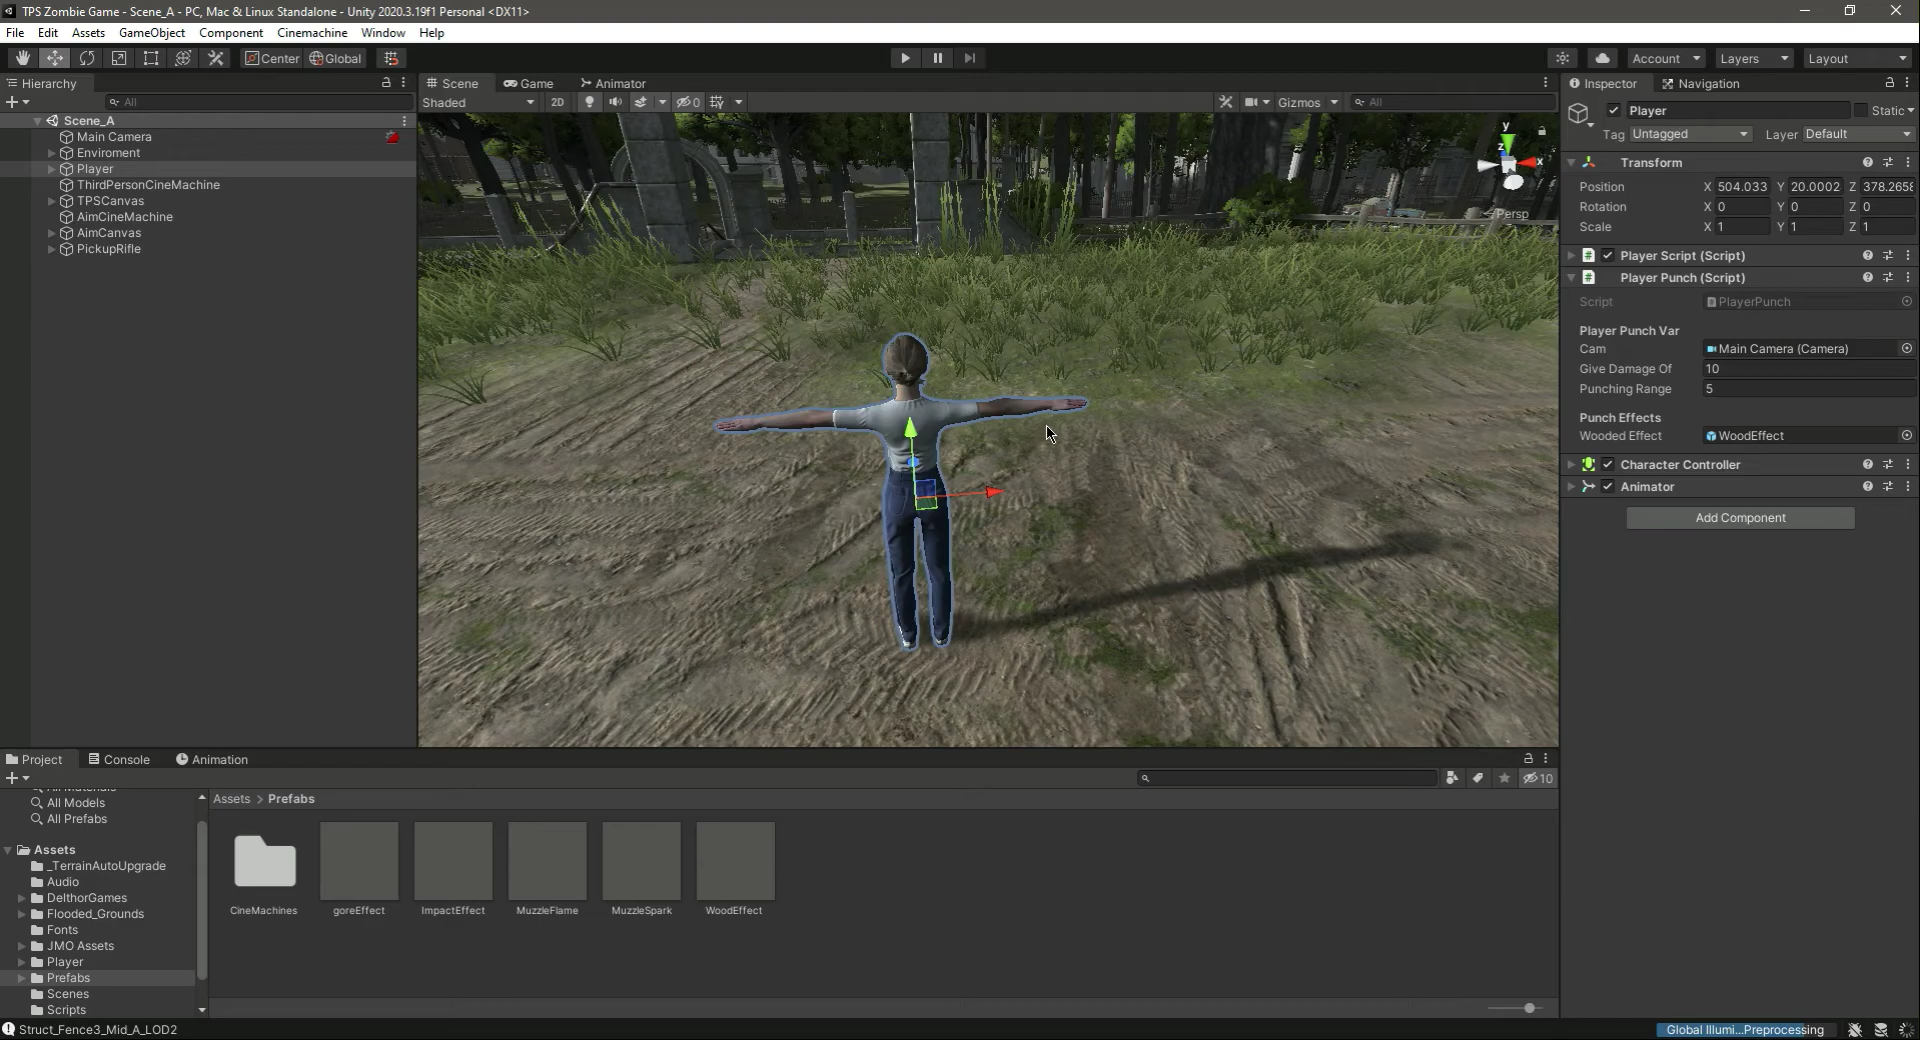 TPS Zombie Game - Scene_A - PC, Mac & Linux Standalone - Unity 2020.3.19f1 Personal <DX11>
File Edit Assets GameObject Component Cinemachine Window Help
Center Global Account Layers Layout
Hierarchy
All
Scene_A
Main Camera
Enviroment
Player
ThirdPersonCineMachine
TPSCanvas
AimCineMachine
AimCanvas
PickupRifle
Scene Game Animator
Shaded 2D 0 Gizmos All
y
z
x
Persp
Inspector Navigation
Player Static
Tag Untagged Layer Default
Transform
Position X 504.033 Y 20.0002 Z 378.2658
Rotation X 0 Y 0 Z 0
Scale X 1 Y 1 Z 1
# Player Script (Script)
# Player Punch (Script)
Script PlayerPunch
Player Punch Var
Cam Main Camera (Camera)
Give Damage Of 10
Punching Range 5
Punch Effects
Wooded Effect WoodEffect
Character Controller
Animator
Add Component
Project Console Animation
10
All Models
All Prefabs
Assets
_TerrainAutoUpgrade
Audio
DelthorGames
Flooded_Grounds
Fonts
JMO Assets
Player
Prefabs
Scenes
Scripts
Assets > Prefabs
CineMachines goreEffect ImpactEffect MuzzleFlame MuzzleSpark WoodEffect
Struct_Fence3_Mid_A_LOD2
Global Illumi...Preprocessing